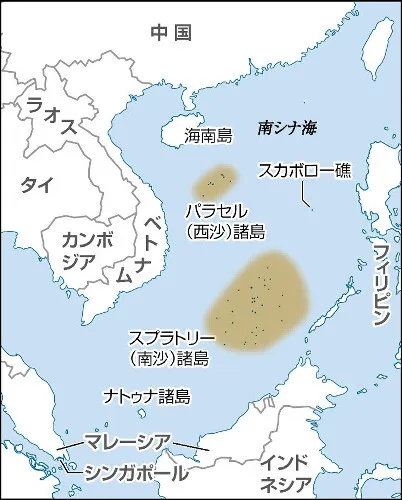 中国
ラオス
海南島
南シナ海
スカボロー礁
タイ
パラセル
(西沙)諸島
ベトナム
カンボ
ジア
フィリピン
スプラトリー
(南沙)諸島
ナトゥナ諸島
マレーシア
シンガポール
インド
ネシア